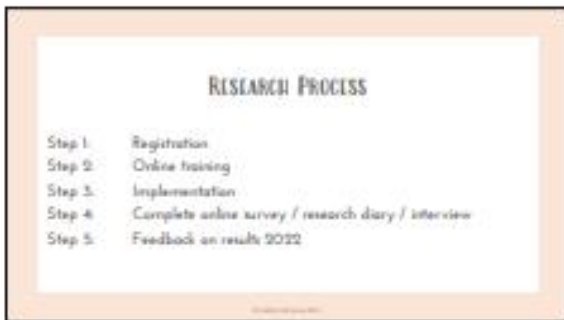 Research Process
Step 1: Registration
Step 2: Online training
Step 3: Implementation
Step 4: Complete online survey / research diary / interview
Step 5: Feedback on results 2022